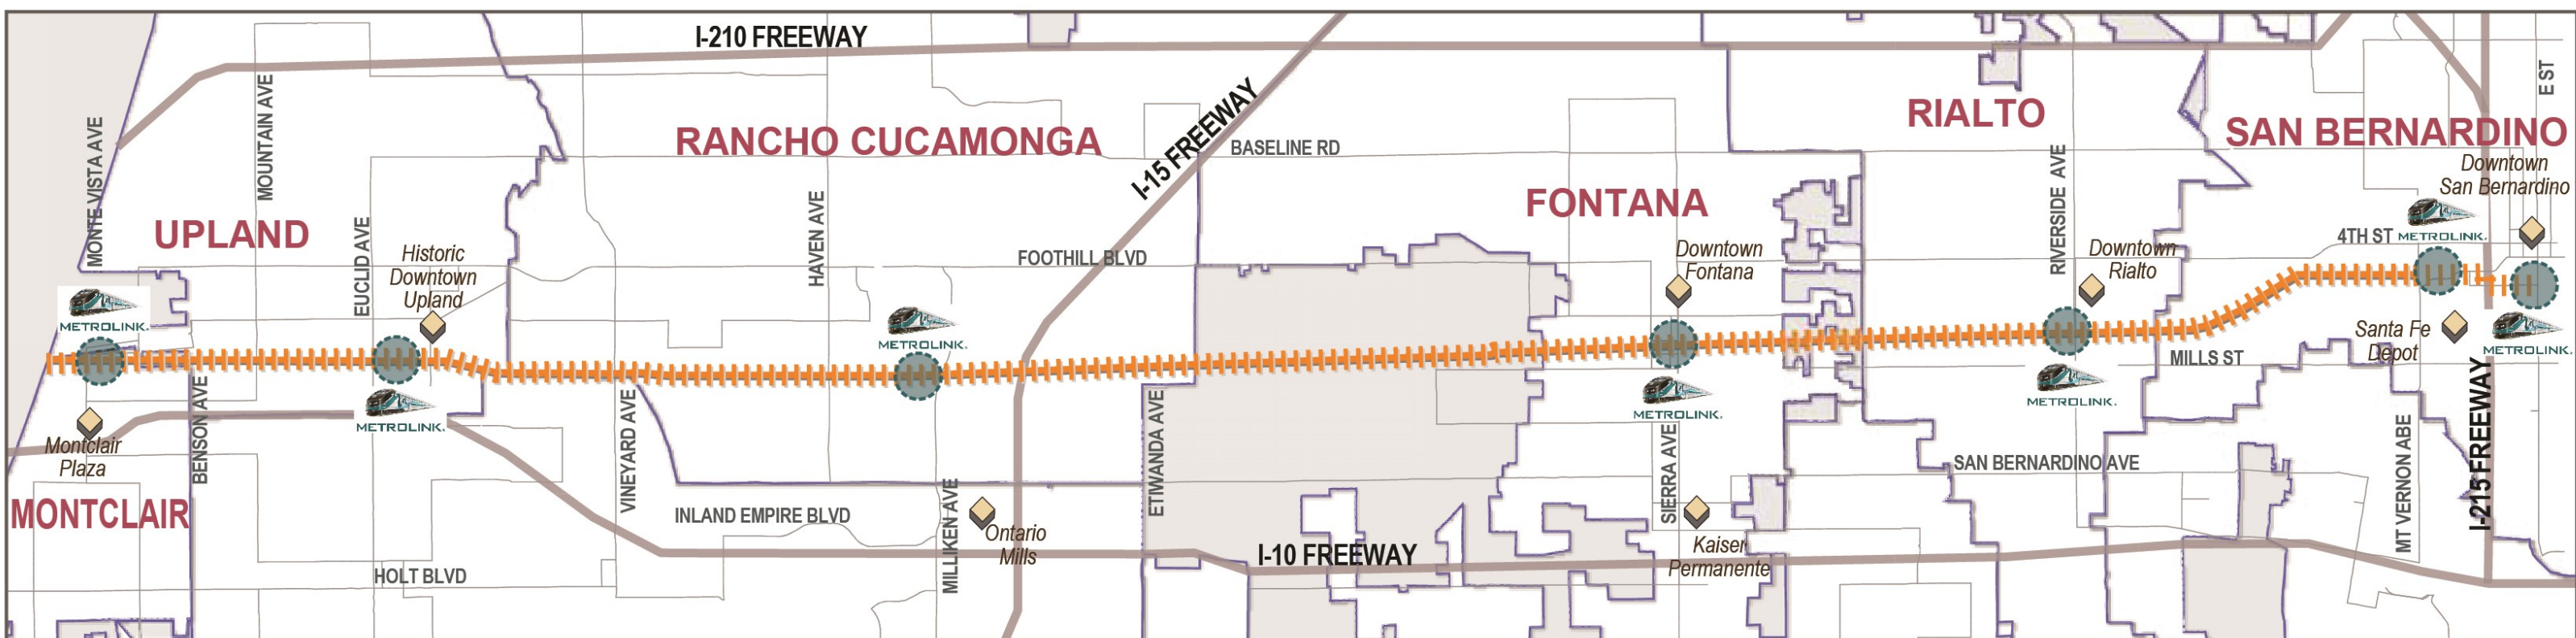 I-210 FREEWAY
MONTE VISTA AVE
MOUNTAIN AVE
EUCLID AVE
UPLAND
Historic
Downtown
Upland
RANCHO CUCAMONGA
HAVEN AVE
I-15 FREEWAY
BASELINE RD
FOOTHILL BLVD
FONTANA
Downtown
Fontana
RIALTO
RIVERSIDE AVE
Downtown
Rialto
SAN BERNARDINO
E ST
Downtown
San Bernardino
4TH ST
METROLINK.
METROLINK.
METROLINK.
METROLINK.
METROLINK.
METROLINK.
METROLINK.
Santa Fe
Depot
MILLS ST
Montclair
Plaza
MONTCLAIR
BENSON AVE
VINEYARD AVE
HOLT BLVD
INLAND EMPIRE BLVD
MILLIKEN AVE
Ontario
Mills
ETIWANDA AVE
I-10 FREEWAY
SIERRA AVE
Kaiser
Permanente
SAN BERNARDINO AVE
MT VERNON ABE
I-215 FREEWAY